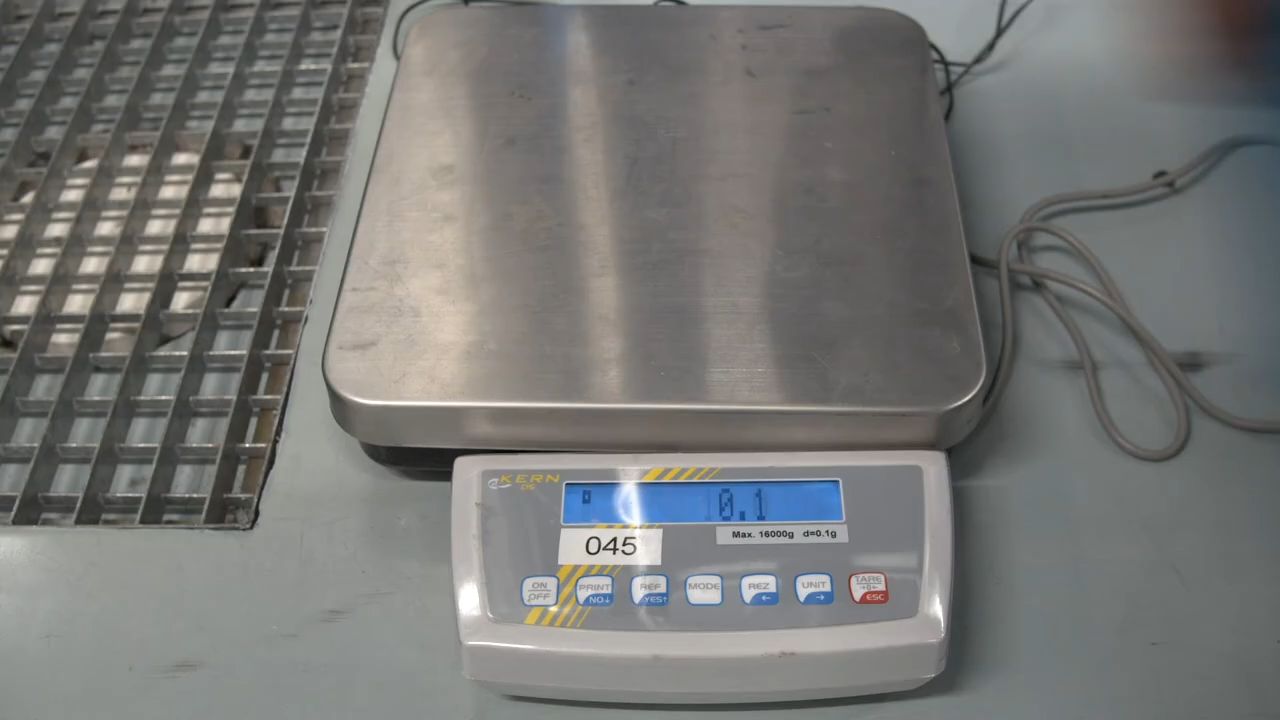 KERN
0.1
Max. 16000g d=0.1g
045
ON
OFF
PRINT
NO↓
REF
YES↑
MODE
REZ
←
UNIT
→
TARE
→0←
ESC